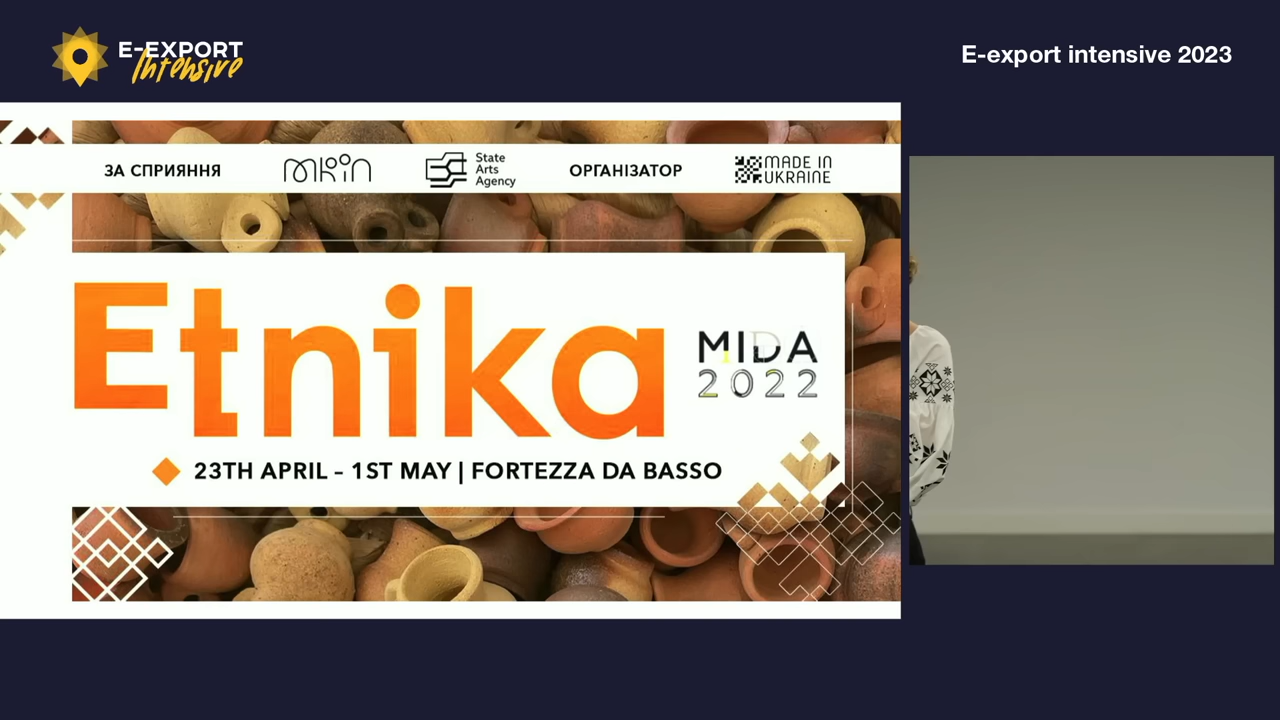 E-EXPORT
Intensive
E-export intensive 2023
ЗА СПРИЯННЯ
МКІП
State
Arts
Agency
ОРГАНІЗАТОР
MADE IN
UKRAINE
Etnika
MIDA
2022
23TH APRIL – 1ST MAY | FORTEZZA DA BASSO